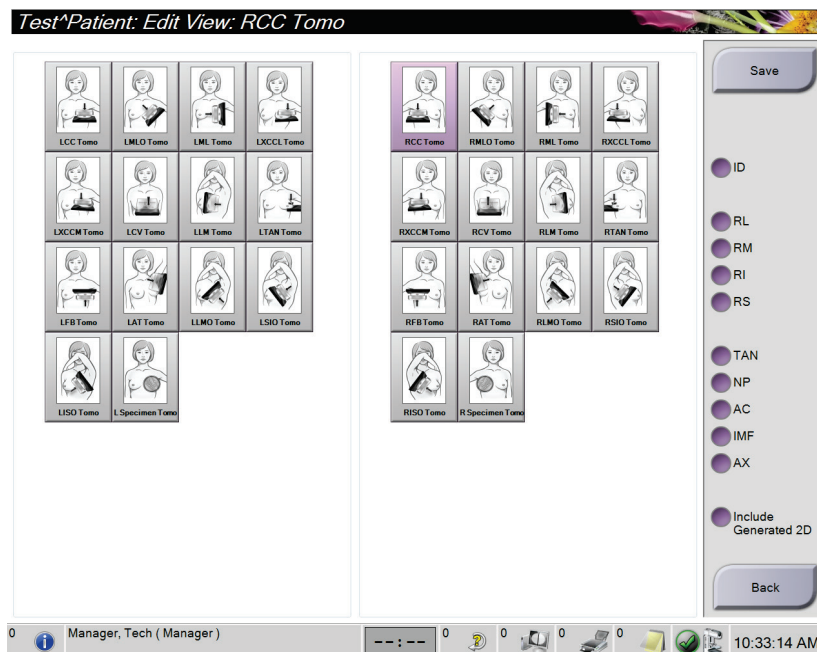 Test^Patient: Edit View: RCC Tomo
LCC Tomo LMLO Tomo LML Tomo LXCCL Tomo
LXCCM Tomo LCV Tomo LLM Tomo LTAN Tomo
LFB Tomo LAT Tomo LLMO Tomo LSIO Tomo
LISO Tomo L Specimen Tomo
RCC Tomo RMLO Tomo RML Tomo RXCCL Tomo
RXCCM Tomo RCV Tomo RLM Tomo RTAN Tomo
RFB Tomo RAT Tomo RLMO Tomo RSIO Tomo
RISO Tomo R Specimen Tomo
Save
ID
RL
RM
RI
RS
TAN
NP
AC
IMF
AX
Include
Generated 2D
Back
0 Manager, Tech ( Manager ) --:-- 0 0 0 0 10:33:14 AM